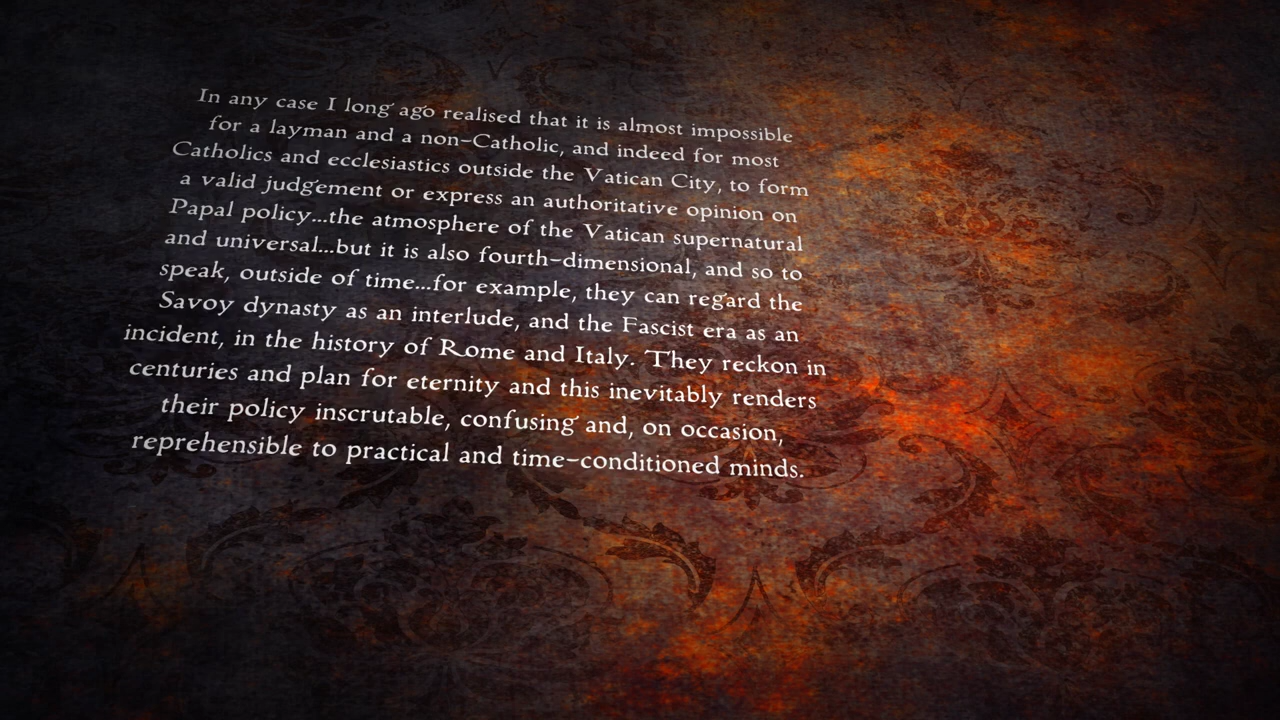 In any case I long ago realised that it is almost impossible
for a layman and a non-Catholic, and indeed for most
Catholics and ecclesiastics outside the Vatican City, to form
a valid judgement or express an authoritative opinion on
Papal policy...the atmosphere of the Vatican supernatural
and universal...but it is also fourth-dimensional, and so to
speak, outside of time...for example, they can regard the
Savoy dynasty as an interlude, and the Fascist era as an
incident, in the history of Rome and Italy. They reckon in
centuries and plan for eternity and this inevitably renders
their policy inscrutable, confusing and, on occasion,
reprehensible to practical and time-conditioned minds.